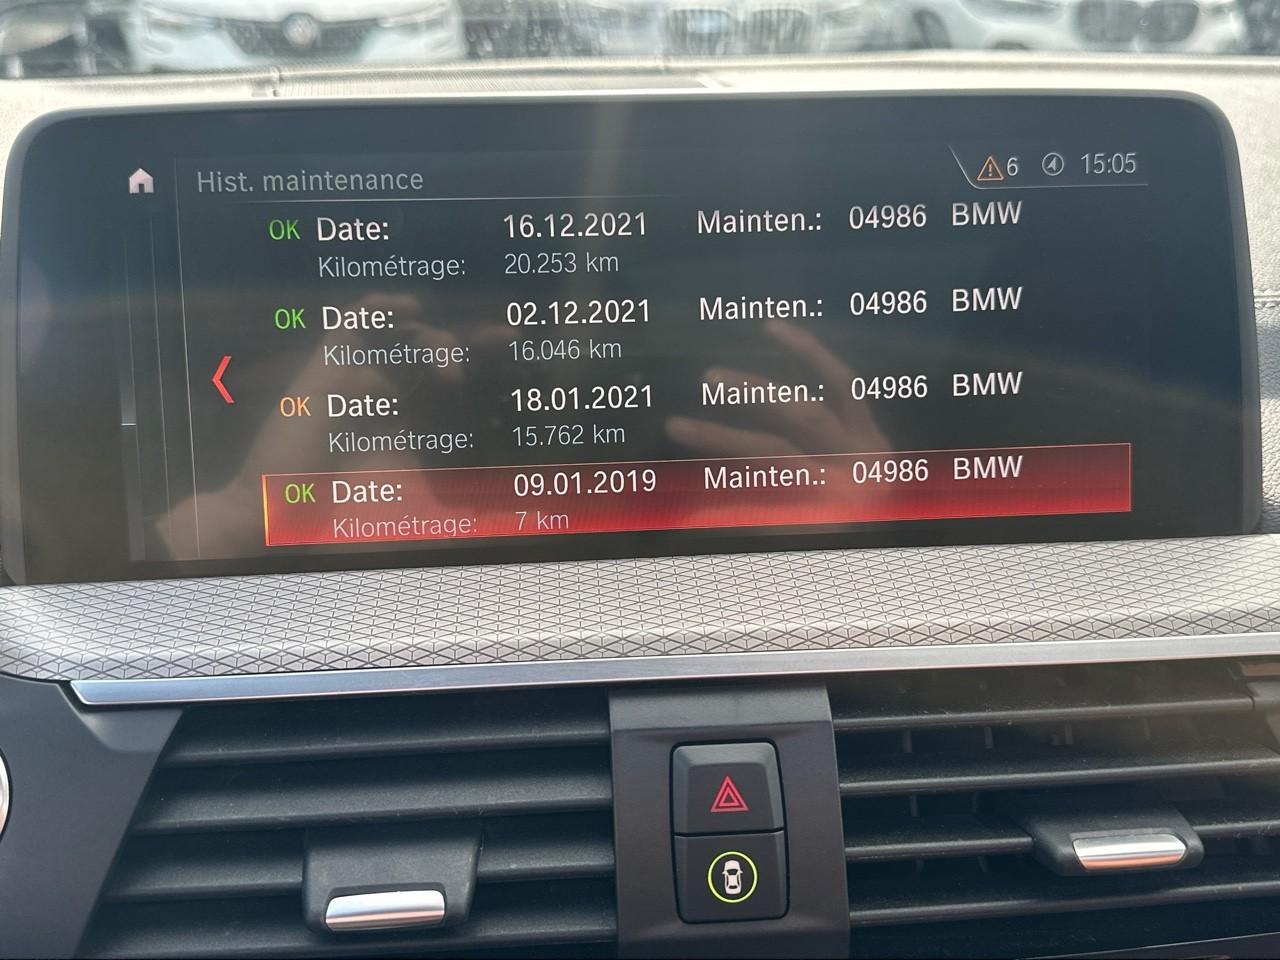 Hist. maintenance
6 15:05
OK Date: 16.12.2021 Mainten.: 04986 BMW
Kilométrage: 20.253 km
OK Date: 02.12.2021 Mainten.: 04986 BMW
Kilométrage: 16.046 km
OK Date: 18.01.2021 Mainten.: 04986 BMW
Kilométrage: 15.762 km
OK Date: 09.01.2019 Mainten.: 04986 BMW
Kilométrage: 7 km